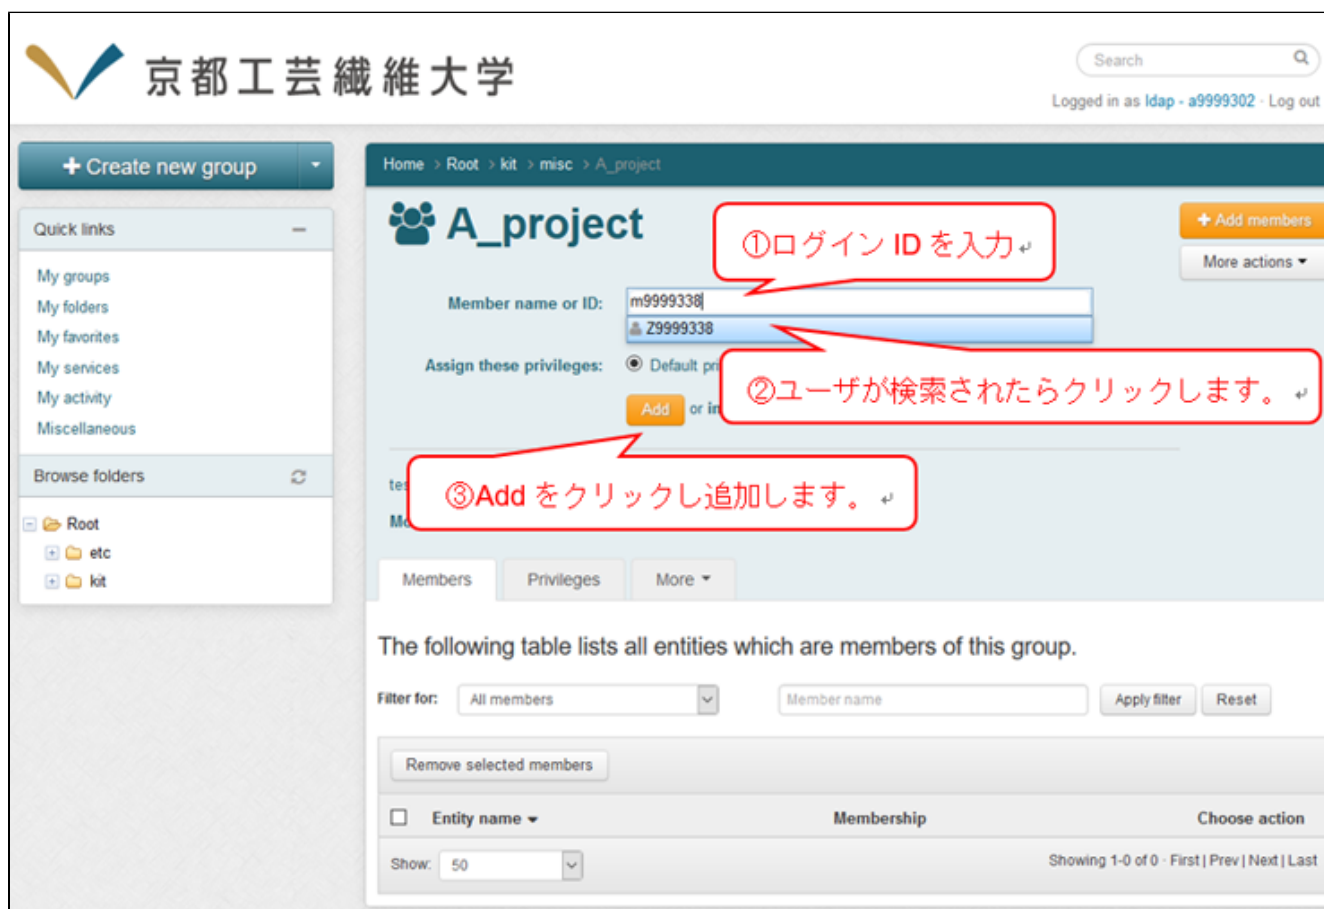 京都工芸繊維大学
Search
Logged in as ldap - a9999302 · Log out
+ Create new group
Quick links
My groups
My folders
My favorites
My services
My activity
Miscellaneous
Browse folders
Root
etc
kit
Home > Root > kit > misc > A_project
A_project
+ Add members
More actions
①ログイン ID を入力
Member name or ID: m9999338
Z9999338
Assign these privileges: Default
②ユーザが検索されたらクリックします。
Add or
③Add をクリックし追加します。
Members Privileges More
The following table lists all entities which are members of this group.
Filter for: All members Member name Apply filter Reset
Remove selected members
Entity name Membership Choose action
Show: 50 Showing 1-0 of 0 · First | Prev | Next | Last